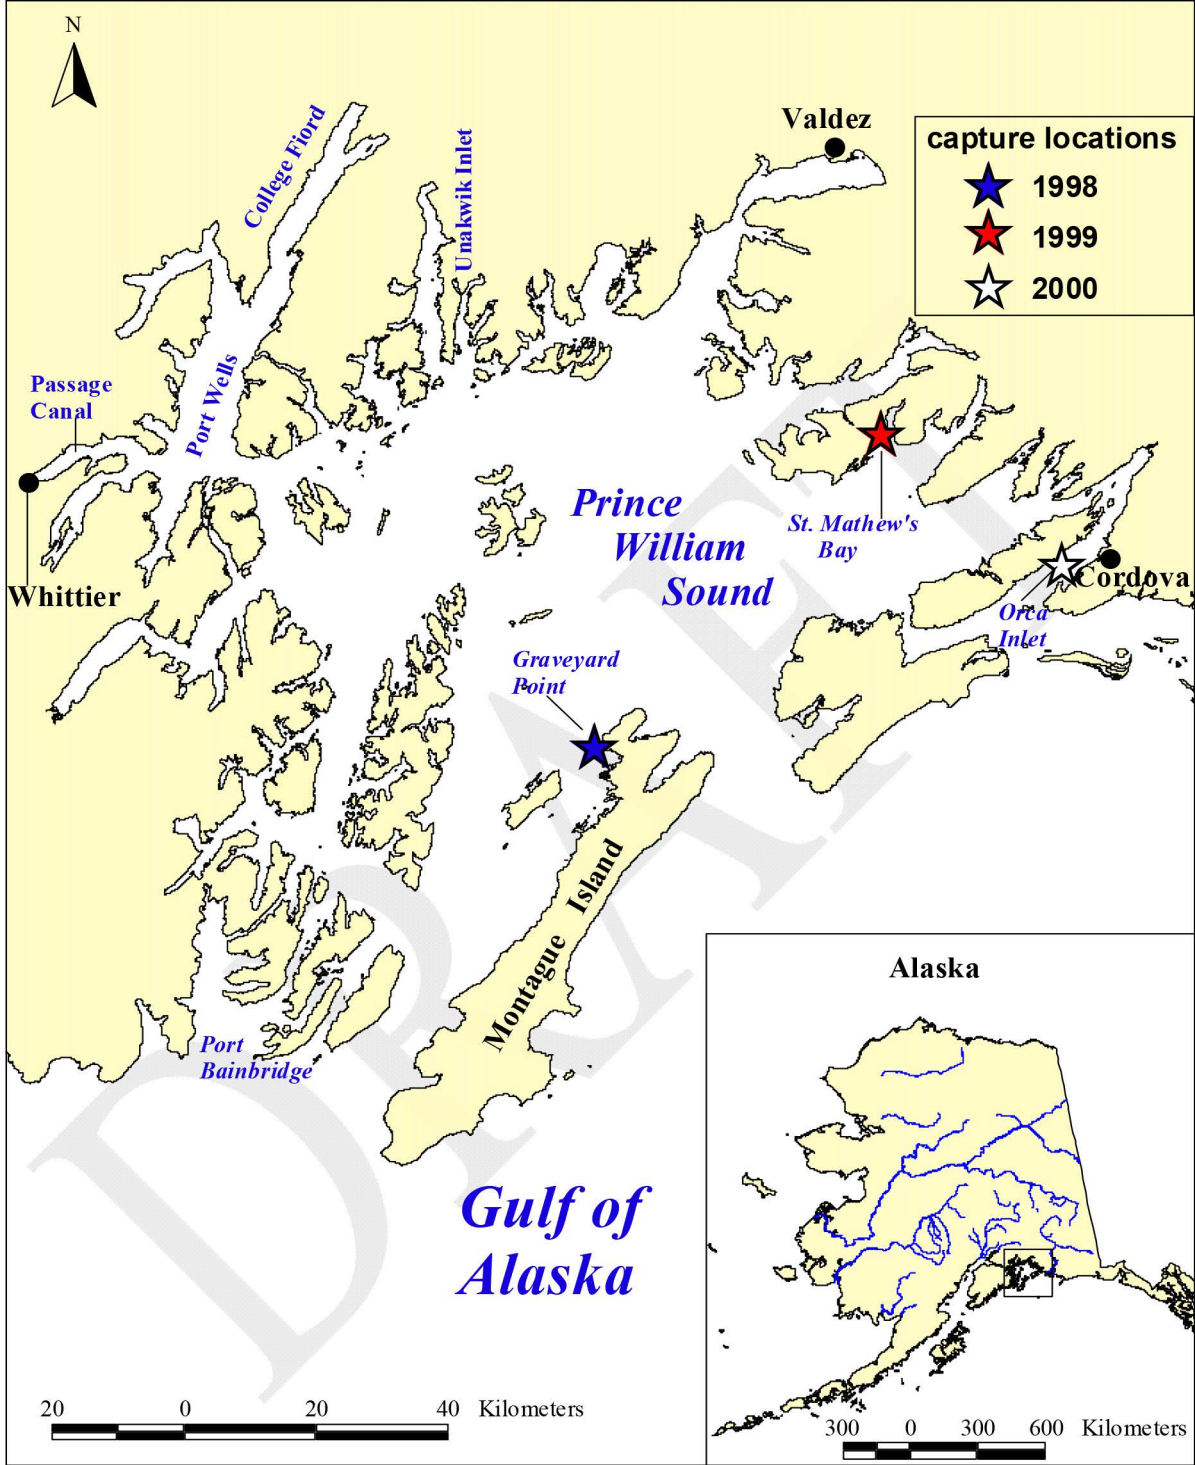 N
College Fiord
Unakwik Inlet
Valdez
capture locations
1998
1999
2000
Passage
Canal
Port Wells
Prince
William
Sound
St. Mathew's
Bay
Whittier
Cordova
Orca
Inlet
Graveyard
Point
Montague Island
Port
Bainbridge
Gulf of
Alaska
Alaska
20 0 20 40 Kilometers
300 0 300 600 Kilometers
DRAFT